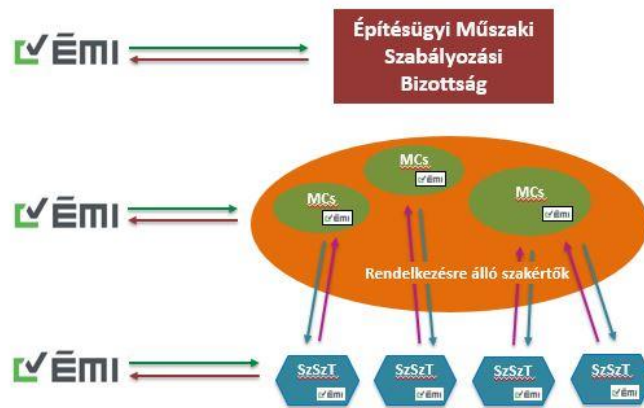 ÉMI
Építésügyi Műszaki
Szabályozási
Bizottság
ÉMI
MCs
ÉMI
MCs
ÉMI
MCs
ÉMI
Rendelkezésre álló szakértők
ÉMI
SzSzT
ÉMI
SzSzT
ÉMI
SzSzT
ÉMI
SzSzT
ÉMI